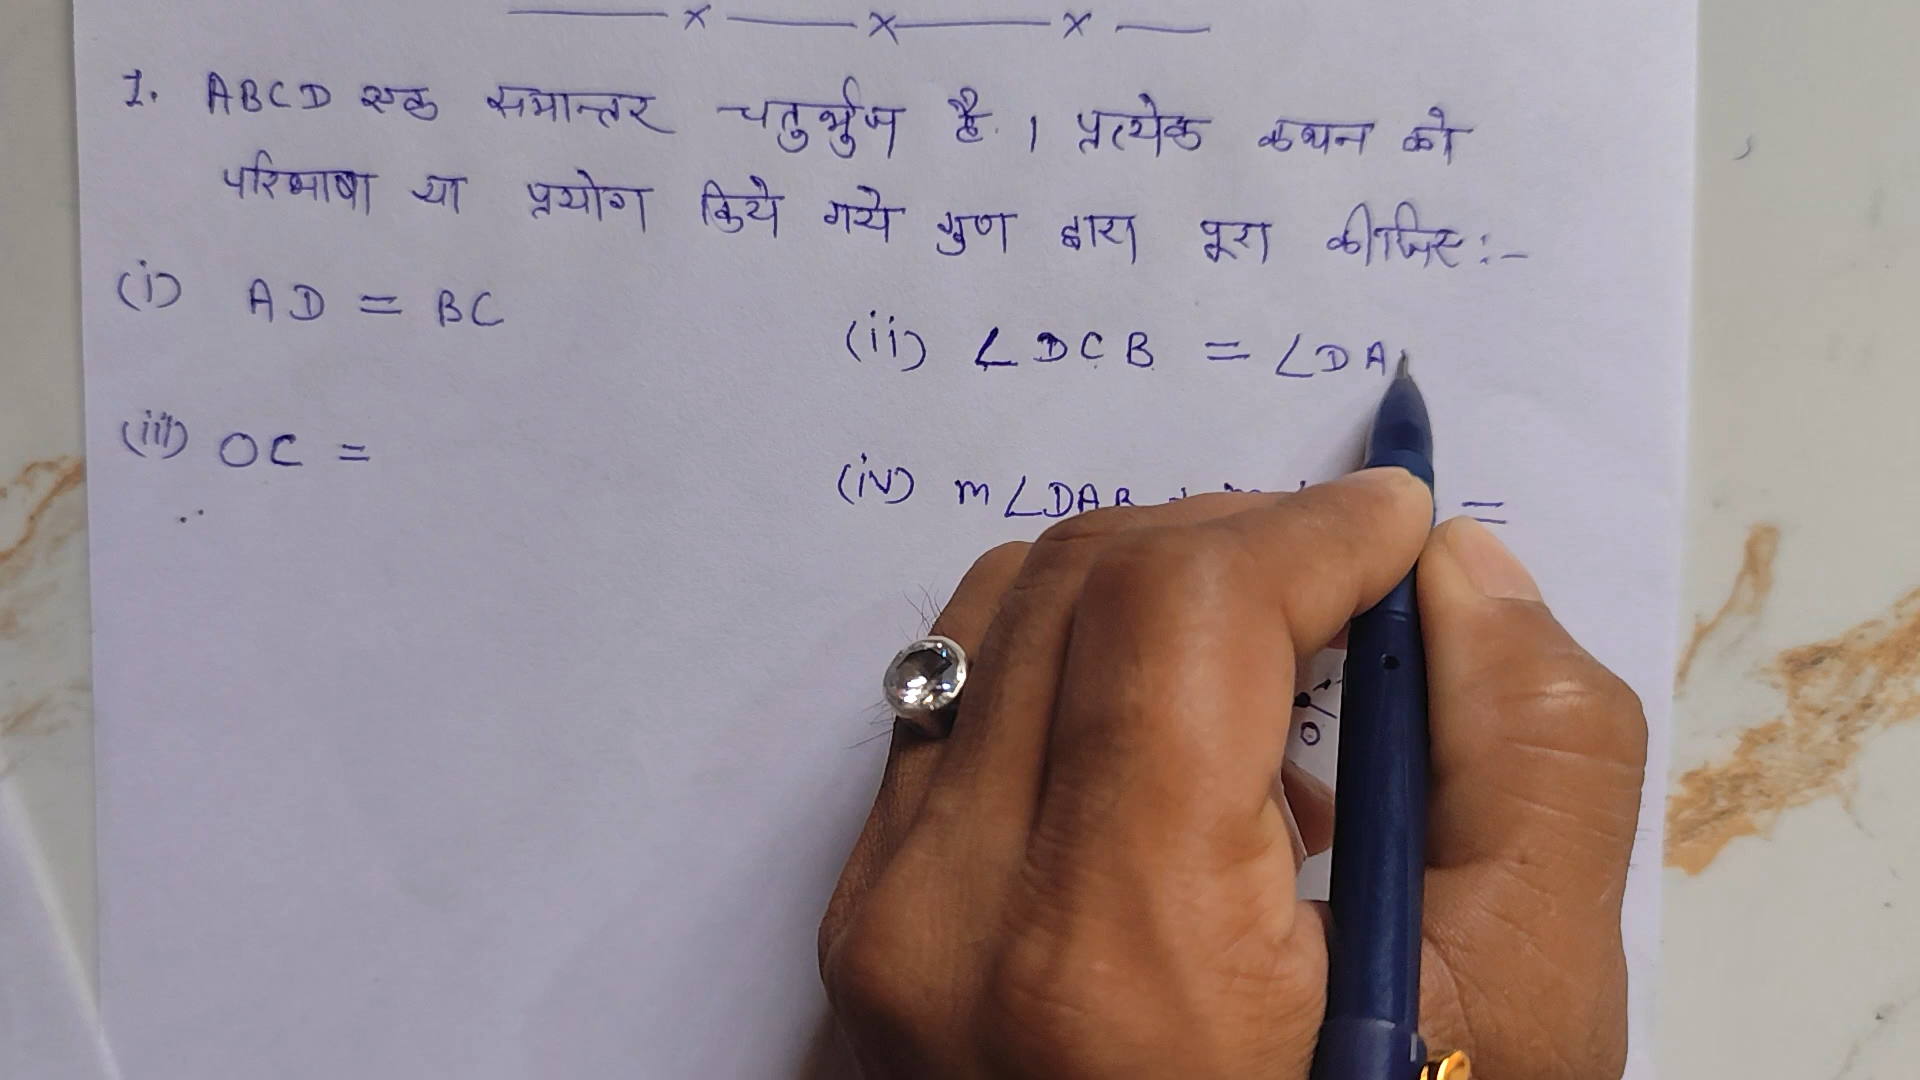 1. ABCD एक समान्तर चतुर्भुज है । प्रत्येक कथन को
परिभाषा या प्रयोग किये गये गुण द्वारा पूरा कीजिए :-
(i) AD = BC
(ii) ∠DCB = ∠DA
(iii) OC =
(iv) m∠DAB + =
O